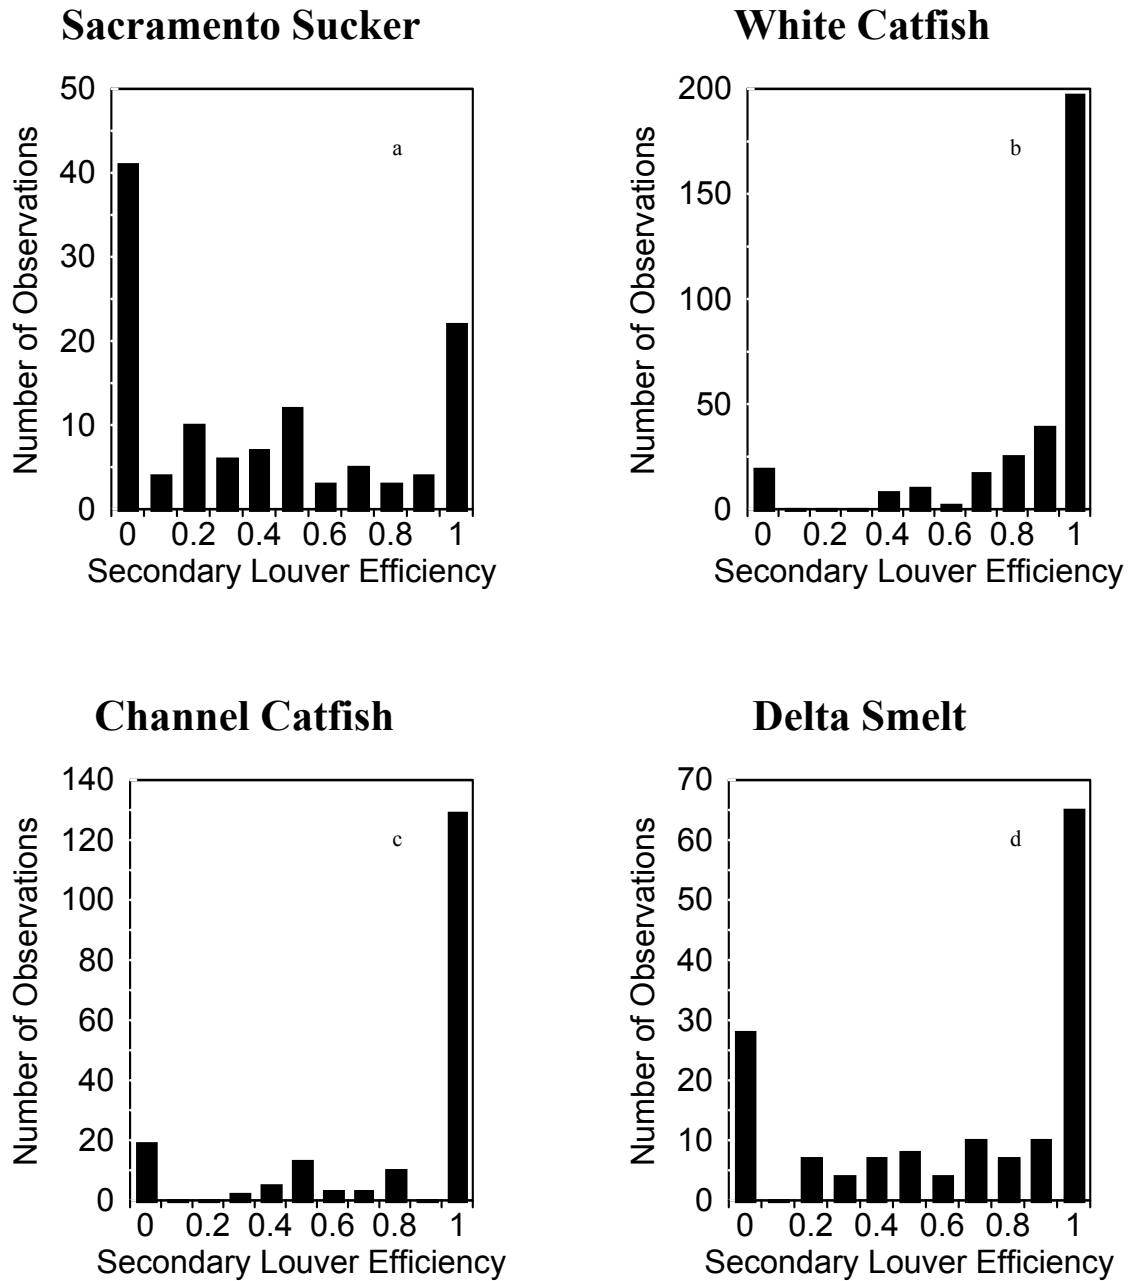 Sacramento Sucker
50
40
30
20
10
0
Number of Observations
a
0 0.2 0.4 0.6 0.8 1
Secondary Louver Efficiency
White Catfish
200
150
100
50
0
Number of Observations
b
0 0.2 0.4 0.6 0.8 1
Secondary Louver Efficiency
Channel Catfish
140
120
100
80
60
40
20
0
Number of Observations
c
0 0.2 0.4 0.6 0.8 1
Secondary Louver Efficiency
Delta Smelt
70
60
50
40
30
20
10
0
Number of Observations
d
0 0.2 0.4 0.6 0.8 1
Secondary Louver Efficiency